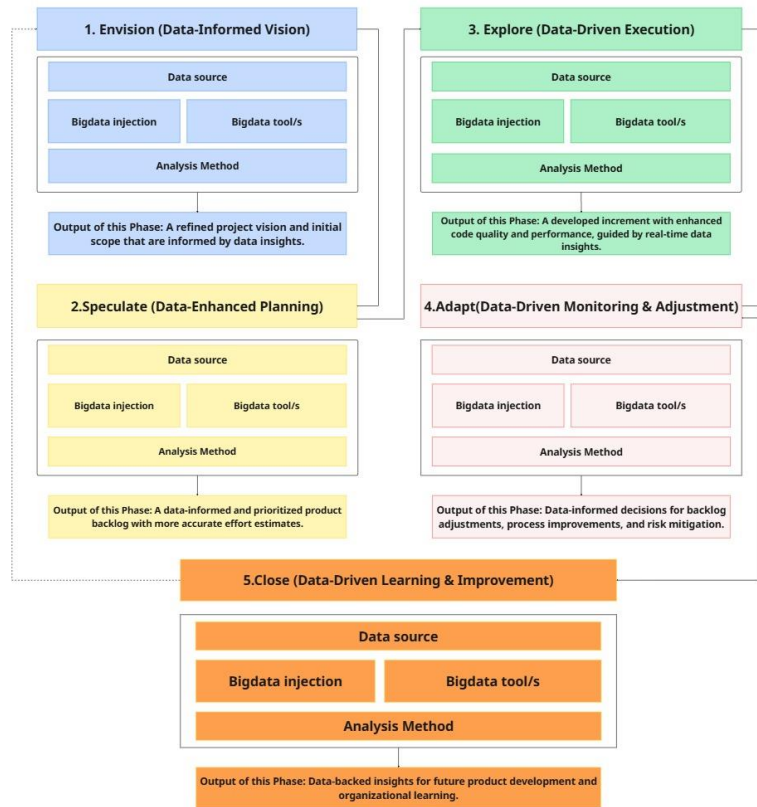 1. Envision (Data-Informed Vision)
Data source
Bigdata injection
Bigdata tool/s
Analysis Method
Output of this Phase: A refined project vision and initial
scope that are informed by data insights.
2.Speculate (Data-Enhanced Planning)
Data source
Bigdata injection
Bigdata tool/s
Analysis Method
Output of this Phase: A data-informed and prioritized product
backlog with more accurate effort estimates.
3. Explore (Data-Driven Execution)
Data source
Bigdata injection
Bigdata tool/s
Analysis Method
Output of this Phase: A developed increment with enhanced
code quality and performance, guided by real-time data
insights.
4.Adapt(Data-Driven Monitoring & Adjustment)
Data source
Bigdata injection
Bigdata tool/s
Analysis Method
Output of this Phase: Data-informed decisions for backlog
adjustments, process improvements, and risk mitigation.
5.Close (Data-Driven Learning & Improvement)
Data source
Bigdata injection
Bigdata tool/s
Analysis Method
Output of this Phase: Data-backed insights for future product development and
organizational learning.